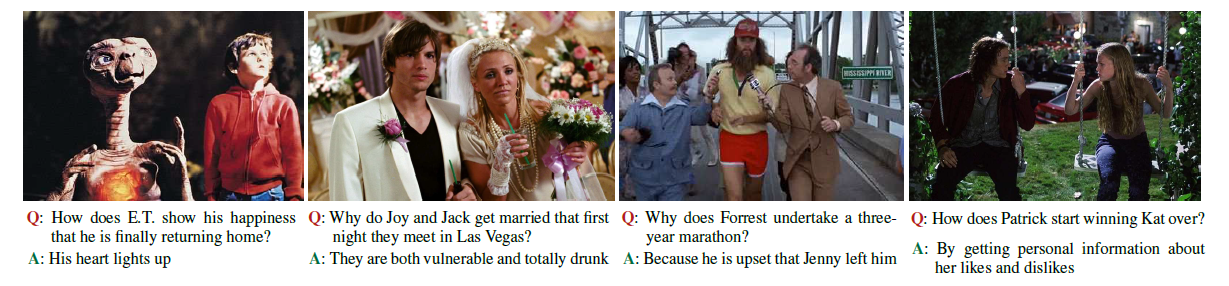 MISSISSIPPI RIVER
Q: How does E.T. show his happiness
that he is finally returning home?
A: His heart lights up
Q: Why do Joy and Jack get married that first
night they meet in Las Vegas?
A: They are both vulnerable and totally drunk
Q: Why does Forrest undertake a three-
year marathon?
A: Because he is upset that Jenny left him
Q: How does Patrick start winning Kat over?
A: By getting personal information about
her likes and dislikes